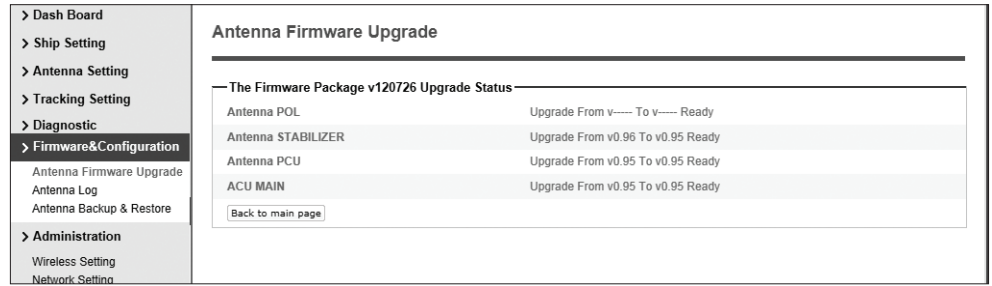 > Dash Board
> Ship Setting
> Antenna Setting
> Tracking Setting
> Diagnostic
> Firmware&Configuration
Antenna Firmware Upgrade
Antenna Log
Antenna Backup & Restore
> Administration
Wireless Setting
Network Setting
Antenna Firmware Upgrade
The Firmware Package v120726 Upgrade Status
Antenna POL Upgrade From v----- To v----- Ready
Antenna STABILIZER Upgrade From v0.96 To v0.95 Ready
Antenna PCU Upgrade From v0.95 To v0.95 Ready
ACU MAIN Upgrade From v0.95 To v0.95 Ready
Back to main page